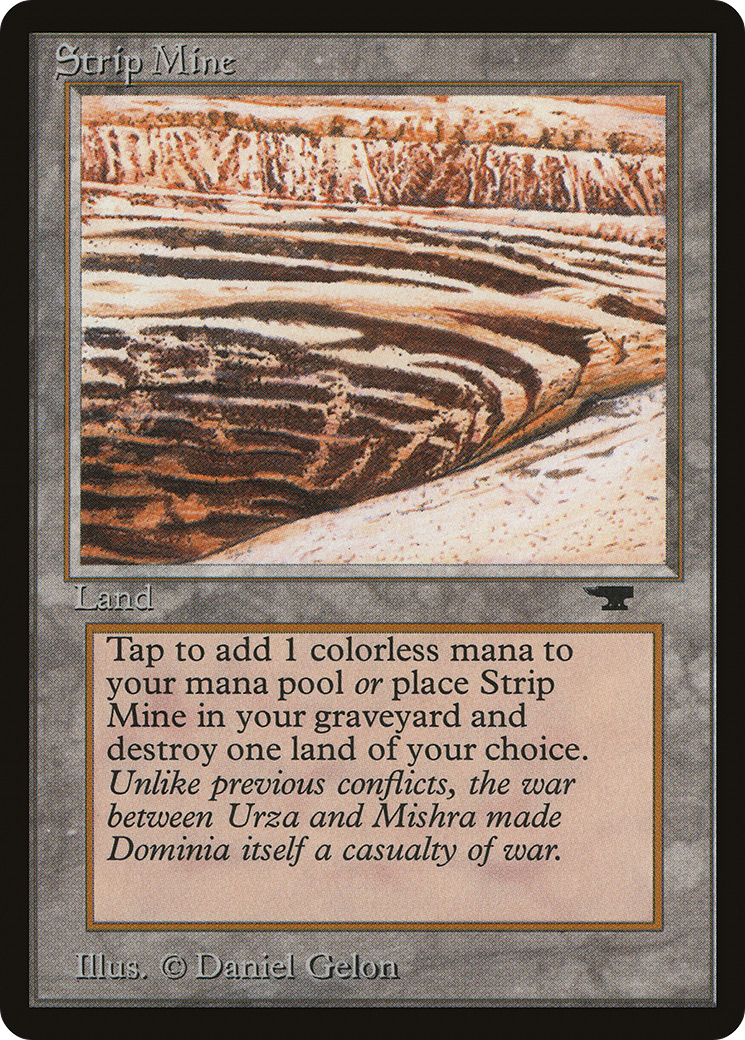 Strip Mine
Land
Tap to add 1 colorless mana to
your mana pool or place Strip
Mine in your graveyard and
destroy one land of your choice.
Unlike previous conflicts, the war
between Urza and Mishra made
Dominia itself a casualty of war.
Illus. © Daniel Gelon